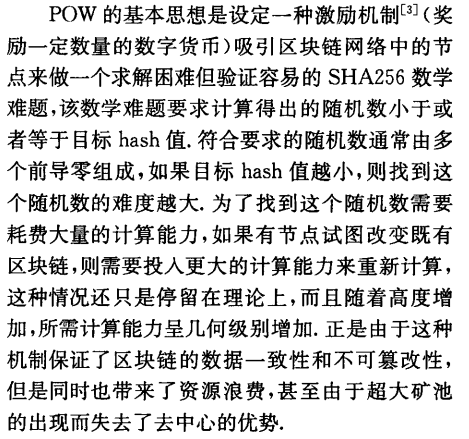 POW 的基本思想是设定一种激励机制[3](奖
励一定数量的数字货币)吸引区块链网络中的节
点来做一个求解困难但验证容易的 SHA256 数学
难题,该数学难题要求计算得出的随机数小于或
者等于目标 hash 值. 符合要求的随机数通常由多
个前导零组成,如果目标 hash 值越小,则找到这
个随机数的难度越大. 为了找到这个随机数需要
耗费大量的计算能力,如果有节点试图改变既有
区块链,则需要投入更大的计算能力来重新计算,
这种情况还只是停留在理论上,而且随着高度增
加,所需计算能力呈几何级别增加. 正是由于这种
机制保证了区块链的数据一致性和不可篡改性,
但是同时也带来了资源浪费,甚至由于超大矿池
的出现而失去了去中心的优势.